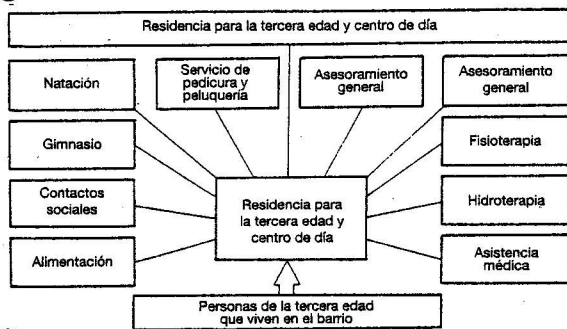 Residencia para la tercera edad y centro de día
Natación
Servicio de
pedicura y
peluquería
Asesoramiento
general
Asesoramiento
general
Gimnasio
Fisioterapia
Contactos
sociales
Residencia para
la tercera edad y
centro de día
Hidroterapia
Alimentación
Asistencia
médica
Personas de la tercera edad
que viven en el barrio